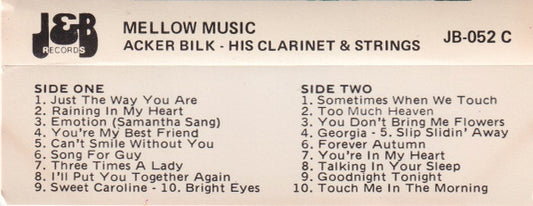 J&B
RECORDS
MELLOW MUSIC
ACKER BILK - HIS CLARINET & STRINGS
JB-052 C
SIDE ONE
1. Just The Way You Are
2. Raining In My Heart
3. Emotion (Samantha Sang)
4. You're My Best Friend
5. Can't Smile Without You
6. Song For Guy
7. Three Times A Lady
8. I'll Put You Together Again
9. Sweet Caroline - 10. Bright Eyes
SIDE TWO
1. Sometimes When We Touch
2. Too Much Heaven
3. You Don't Bring Me Flowers
4. Georgia - 5. Slip Slidin' Away
6. Forever Autumn
7. You're In My Heart
8. Talking In Your Sleep
9. Goodnight Tonight
10. Touch Me In The Morning